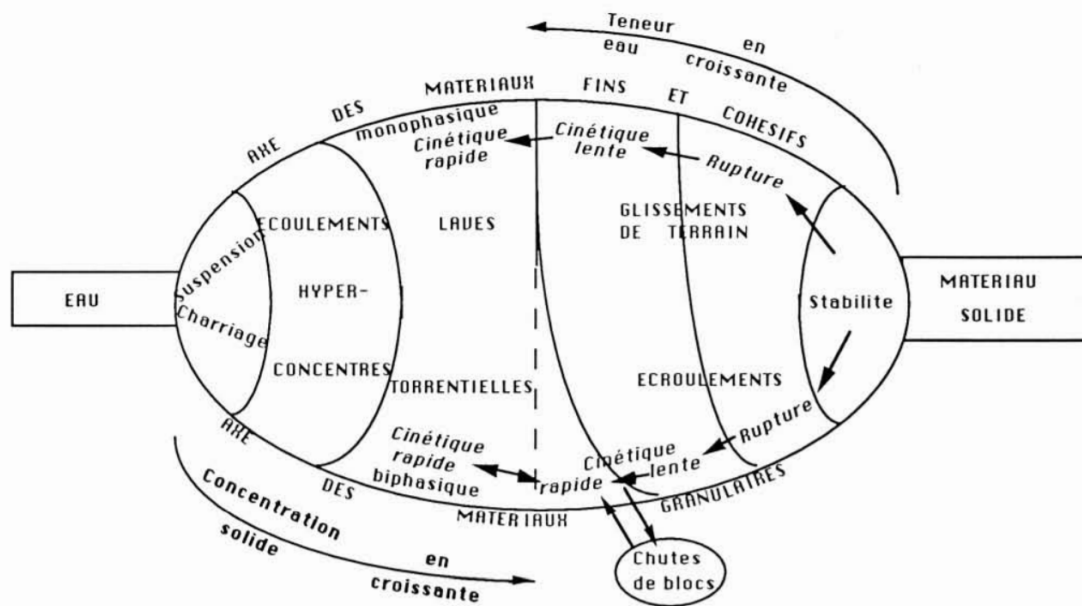 Teneur en
eau croissante
AXE DES MATERIAUX FINS ET COHESIFS
monophasique
Cinétique
rapide
Cinétique
lente
Rupture
ECOULEMENTS
LAVES
GLISSEMENTS
DE TERRAIN
Suspension
EAU
HYPER-
Stabilite
MATERIAU
SOLIDE
Charriage
CONCENTRES
TORRENTIELLES
ECROULEMENTS
Rupture
Cinétique
rapide
biphasique
Cinétique
lente
rapide
AXE DES MATERIAUX GRANULAIRES
Concentration en
solide croissante
Chutes
de blocs